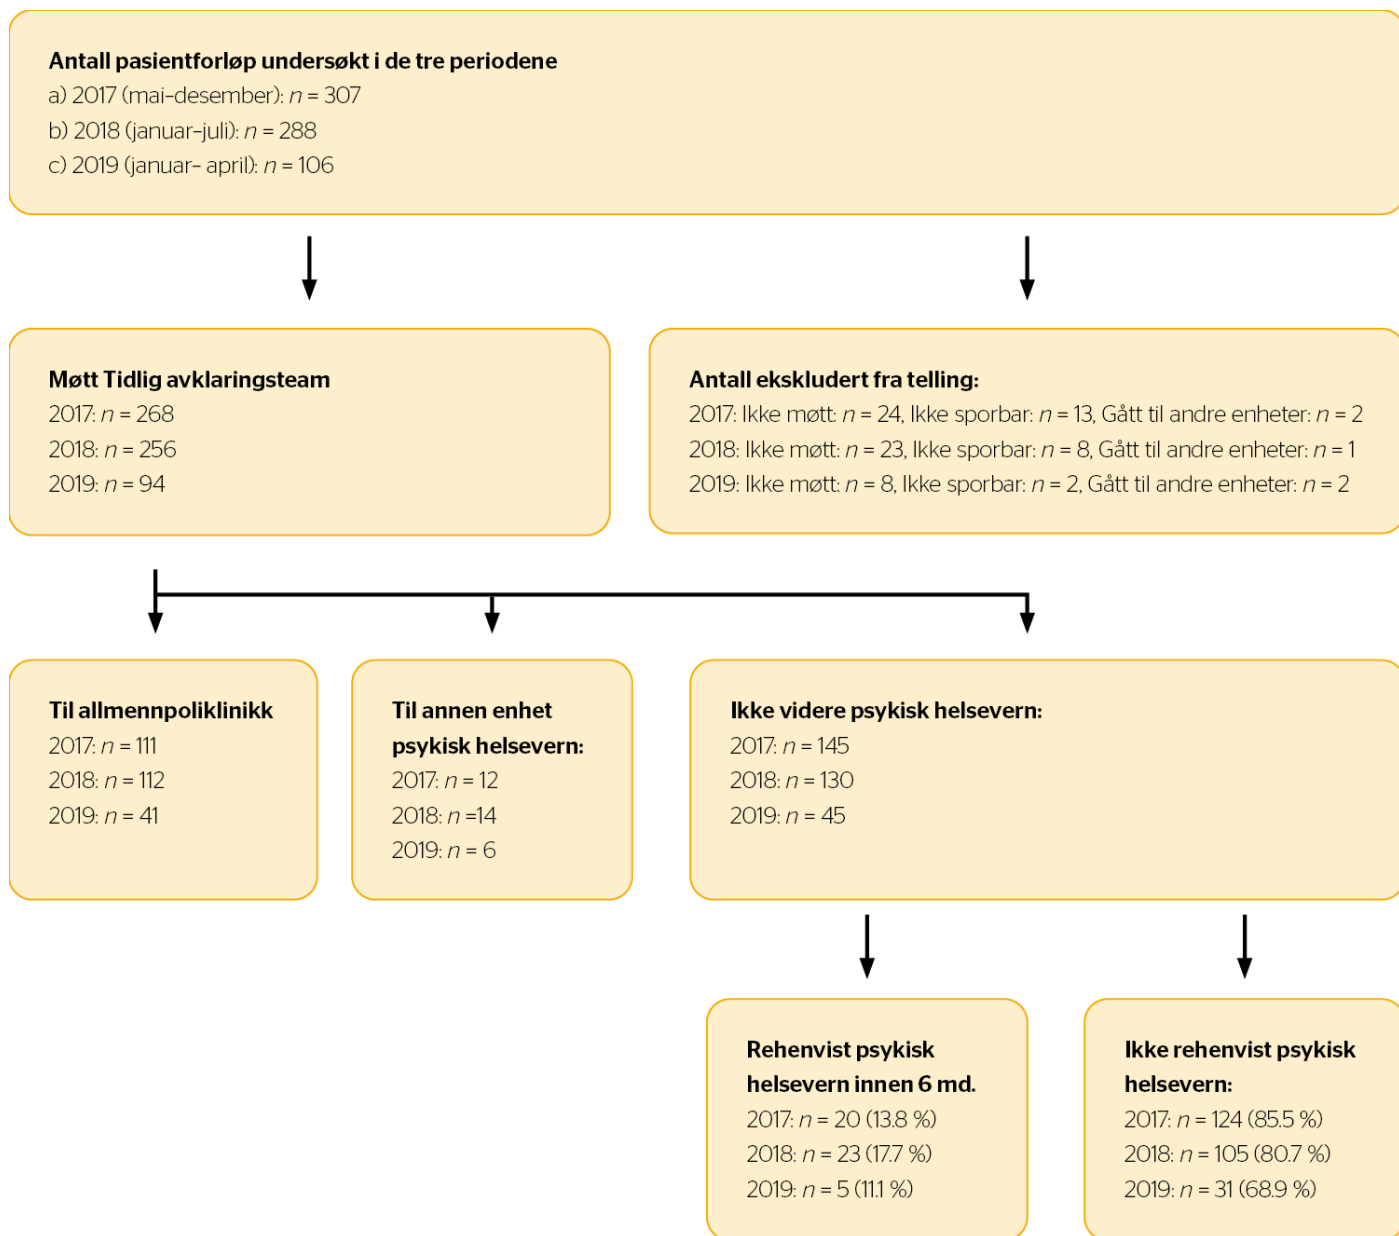 Antall pasientforløp undersøkt i de tre periodene
a) 2017 (mai-desember): n = 307
b) 2018 (januar-juli): n = 288
c) 2019 (januar- april): n = 106
Møtt Tidlig avklaringsteam
2017: n = 268
2018: n = 256
2019: n = 94
Antall ekskludert fra telling:
2017: Ikke møtt: n = 24, Ikke sporbar: n = 13, Gått til andre enheter: n = 2
2018: Ikke møtt: n = 23, Ikke sporbar: n = 8, Gått til andre enheter: n = 1
2019: Ikke møtt: n = 8, Ikke sporbar: n = 2, Gått til andre enheter: n = 2
Til allmennpoliklinikk
2017: n = 111
2018: n = 112
2019: n = 41
Til annen enhet
psykisk helsevern:
2017: n = 12
2018: n =14
2019: n = 6
Ikke videre psykisk helsevern:
2017: n = 145
2018: n = 130
2019: n = 45
Rehenvist psykisk
helsevern innen 6 md.
2017: n = 20 (13.8 %)
2018: n = 23 (17.7 %)
2019: n = 5 (11.1 %)
Ikke rehenvist psykisk
helsevern:
2017: n = 124 (85.5 %)
2018: n = 105 (80.7 %)
2019: n = 31 (68.9 %)